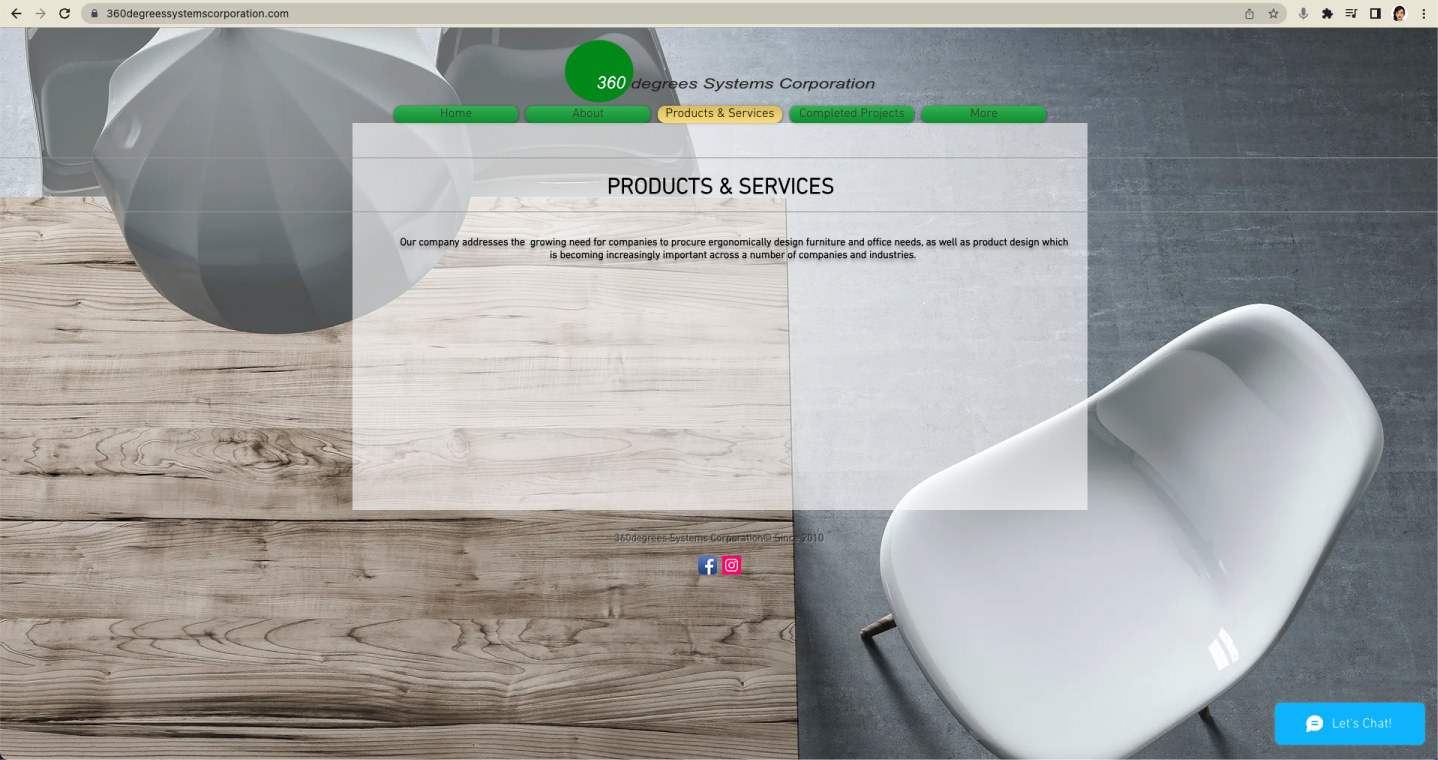 360degreessystemscorporation.com
360 degrees Systems Corporation
Home About Products & Services Completed Projects More
PRODUCTS & SERVICES
Our company addresses the  growing need for companies to procure ergonomically design furniture and office needs, as well as product design which
is becoming increasingly important across a number of companies and industries.
360degrees Systems Corporation© Since 2010
Let's Chat!